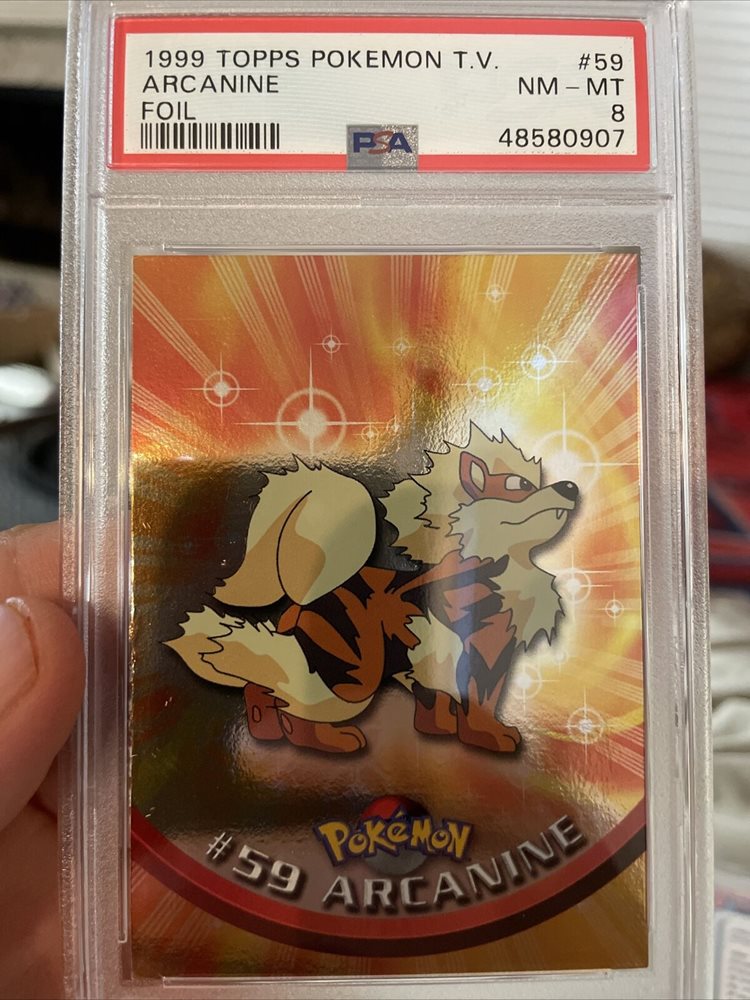 1999 TOPPS POKEMON T.V. #59
ARCANINE NM - MT
FOIL 8
PSA 48580907
POKéMON
#59 ARCANINE